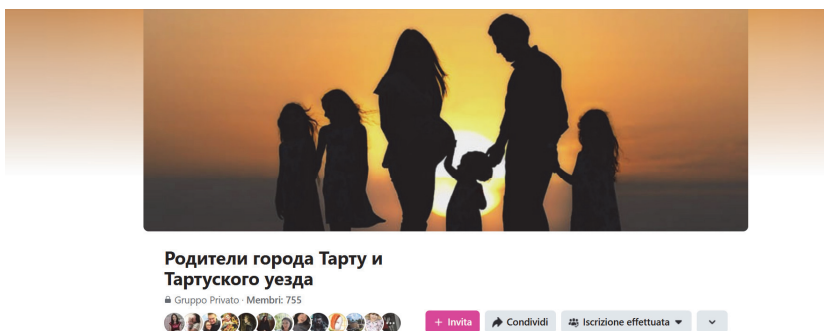 Родители города Тарту и
Тартуского уезда
Gruppo Privato · Membri: 755
+ Invita
Condividi
Iscrizione effettuata